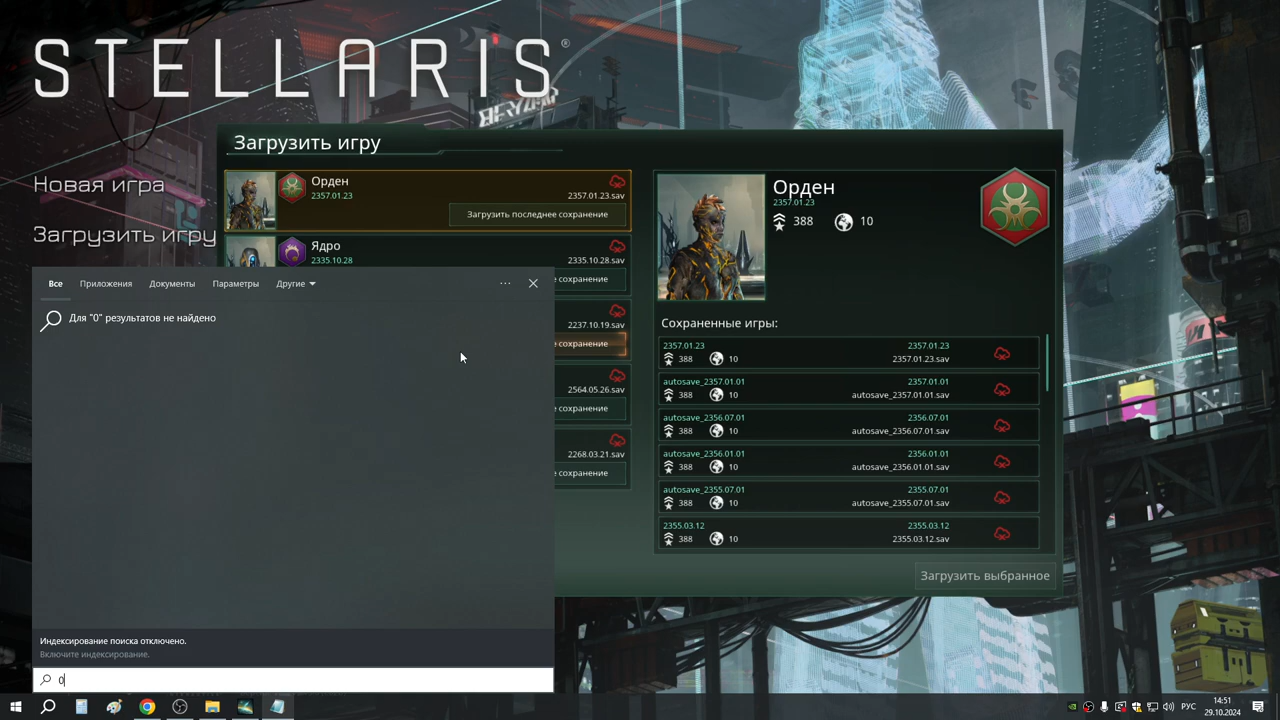 STELLARIS®
Загрузить игру
Новая игра
Загрузить игру
Орден
2357.01.23
2357.01.23.sav
Загрузить последнее сохранение
Ядро
2335.10.28
2335.10.28.sav
е сохранение
2237.10.19.sav
е сохранение
2564.05.26.sav
е сохранение
2268.03.21.sav
е сохранение
Орден
2357.01.23
388 10
Сохраненные игры:
2357.01.23 2357.01.23
388 10 2357.01.23.sav
autosave_2357.01.01 2357.01.01
388 10 autosave_2357.01.01.sav
autosave_2356.07.01 2356.07.01
388 10 autosave_2356.07.01.sav
autosave_2356.01.01 2356.01.01
388 10 autosave_2356.01.01.sav
autosave_2355.07.01 2355.07.01
388 10 autosave_2355.07.01.sav
2355.03.12 2355.03.12
388 10 2355.03.12.sav
Загрузить выбранное
Все Приложения Документы Параметры Другие
Для "0" результатов не найдено
Индексирование поиска отключено.
Включите индексирование.
0
РУС
14:51
29.10.2024